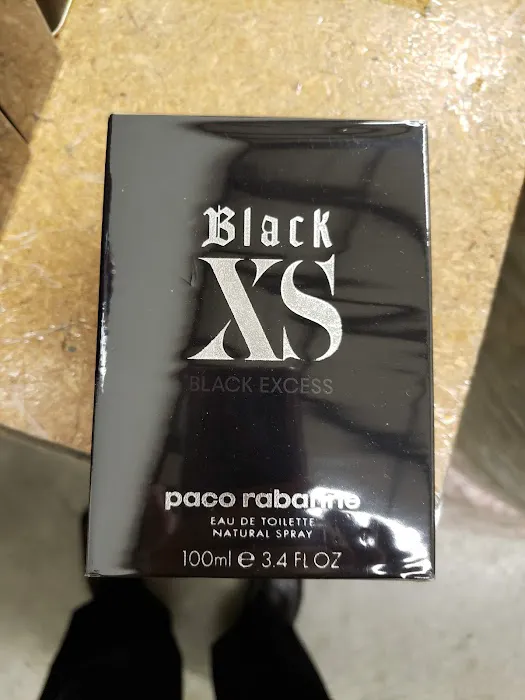 Black
XS
BLACK EXCESS
paco rabanne
EAU DE TOILETTE
NATURAL SPRAY
100ml e 3.4 FL OZ